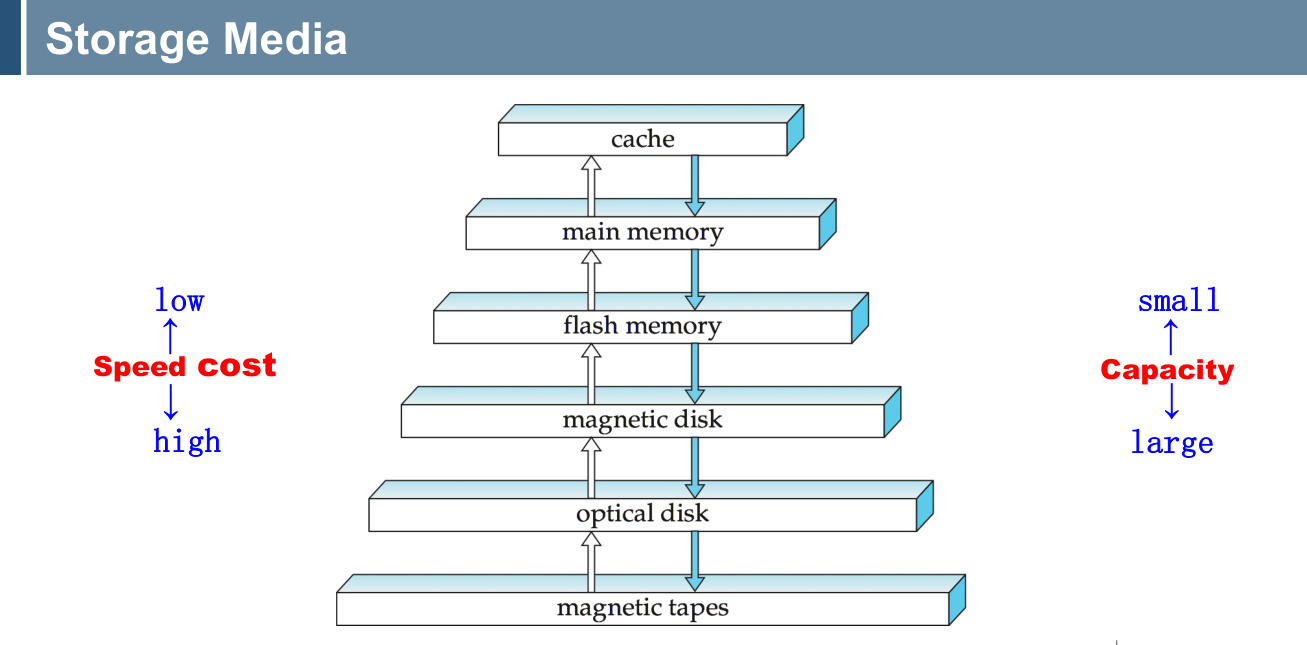 Storage Media
cache
main memory
flash memory
magnetic disk
optical disk
magnetic tapes
low
Speed cost
high
small
Capacity
large